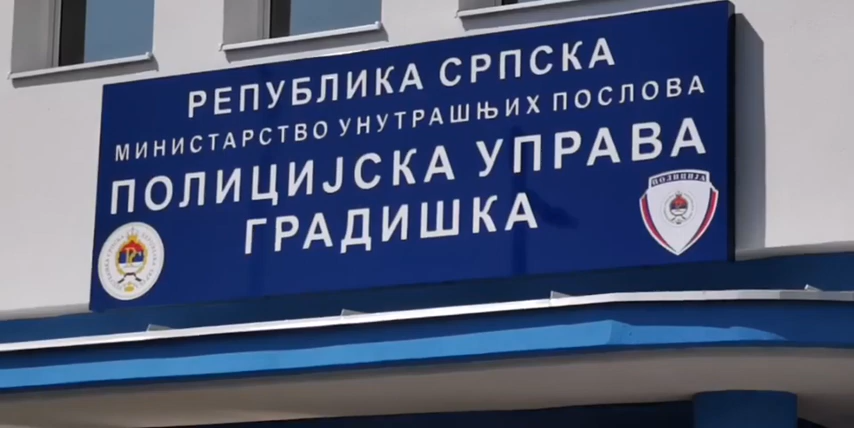 РЕПУБЛИКА СРПСКА
МИНИСТАРСТВО УНУТРАШЊИХ ПОСЛОВА
ПОЛИЦИЈСКА УПРАВА
ГРАДИШКА
ПОЛИЦИЈА